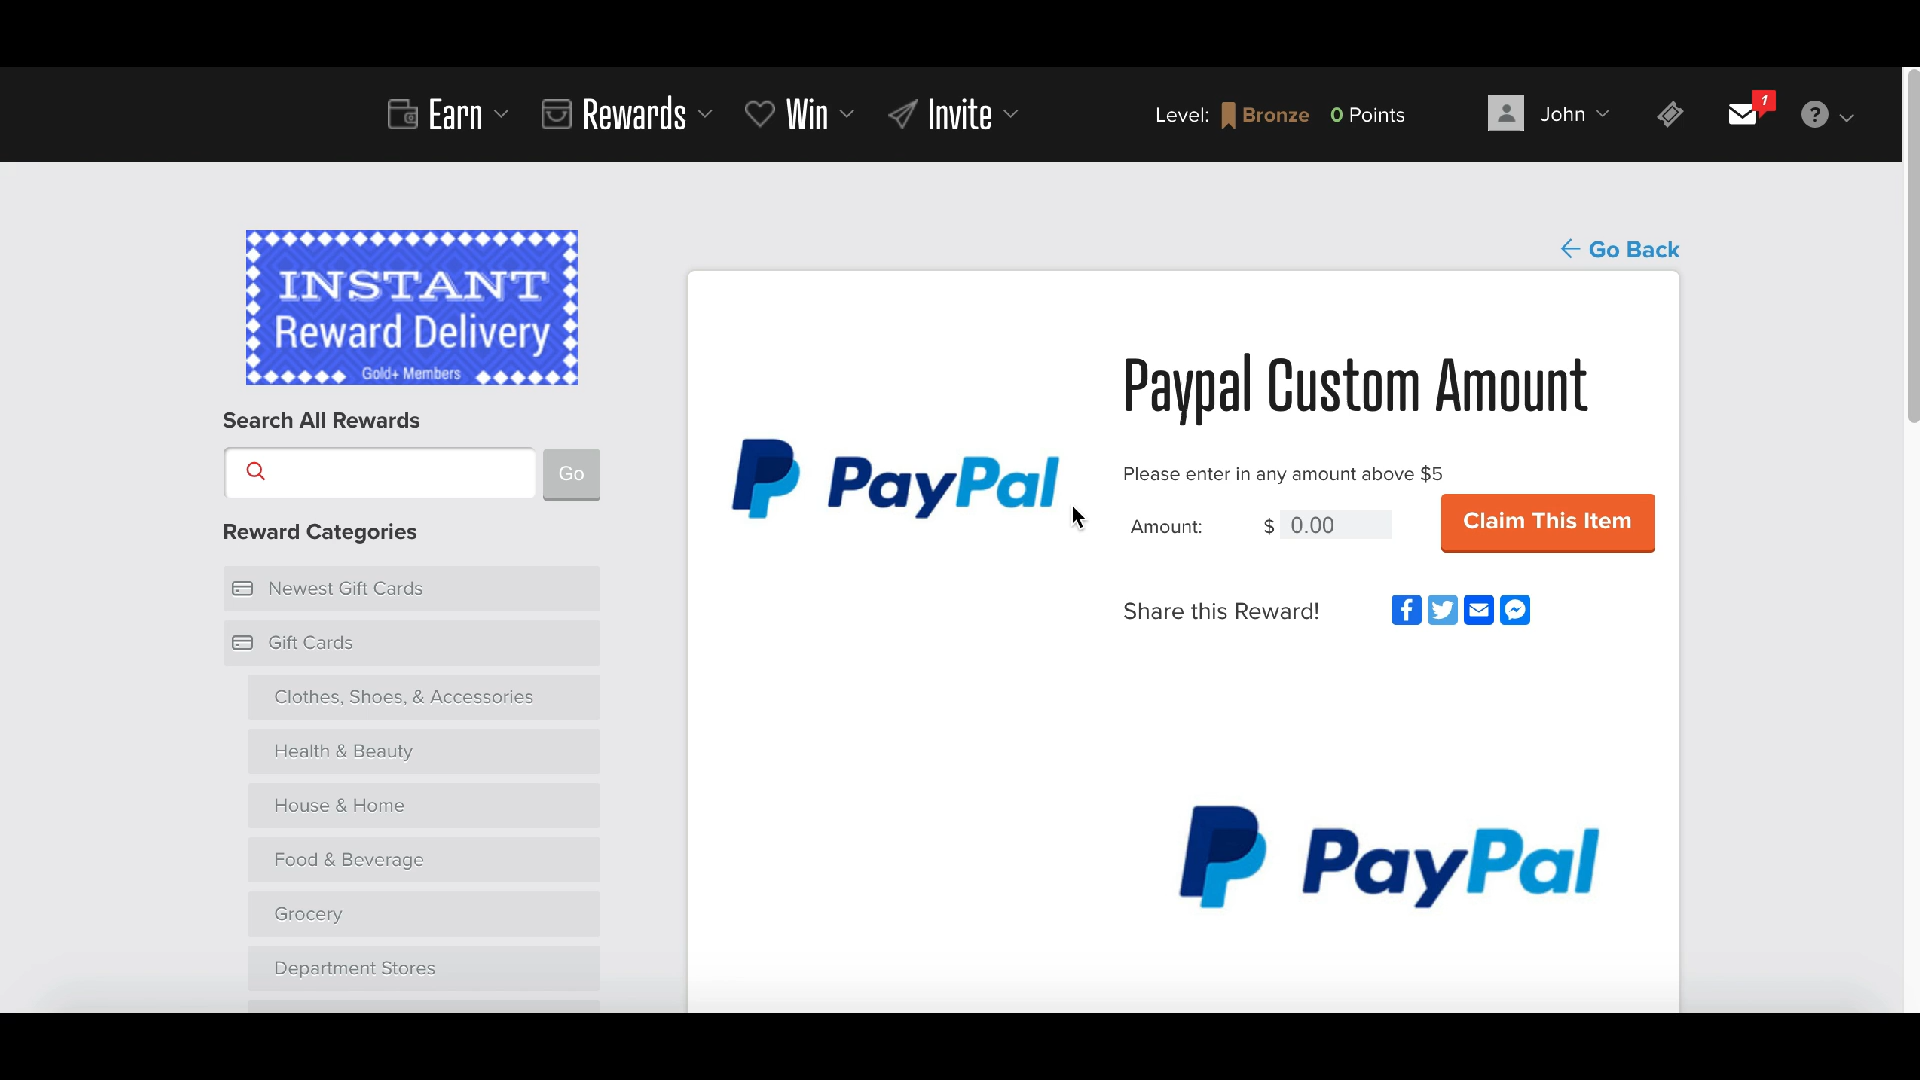 Earn
Rewards
Win
Invite
Level: Bronze 0 Points
John
1
?
INSTANT
Reward Delivery
Gold+ Members
Go Back
Search All Rewards
Go
Reward Categories
Newest Gift Cards
Gift Cards
Clothes, Shoes, & Accessories
Health & Beauty
House & Home
Food & Beverage
Grocery
Department Stores
PayPal
Paypal Custom Amount
Please enter in any amount above $5
Amount: $ 0.00
Claim This Item
Share this Reward!
PayPal